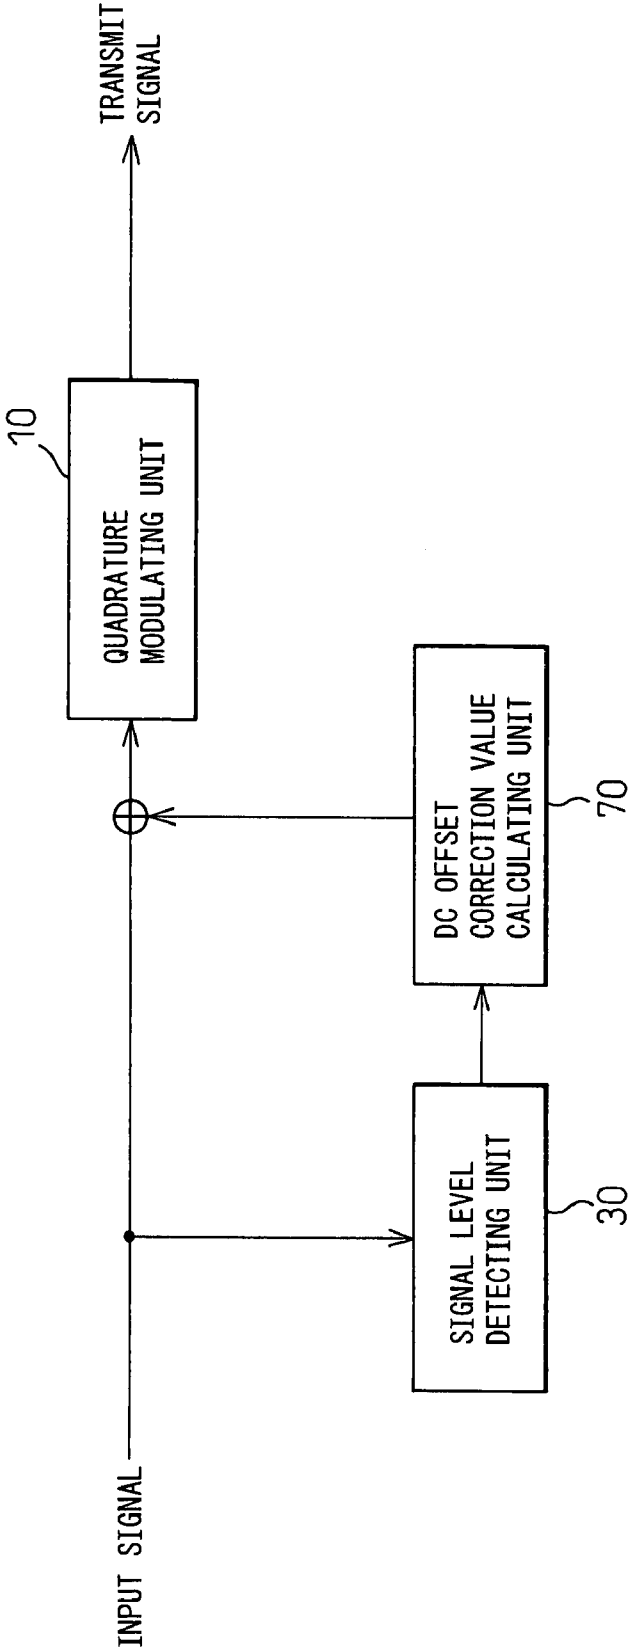 INPUT SIGNAL
10
QUADRATURE
MODULATING UNIT
TRANSMIT
SIGNAL
SIGNAL LEVEL
DETECTING UNIT
30
DC OFFSET
CORRECTION VALUE
CALCULATING UNIT
70